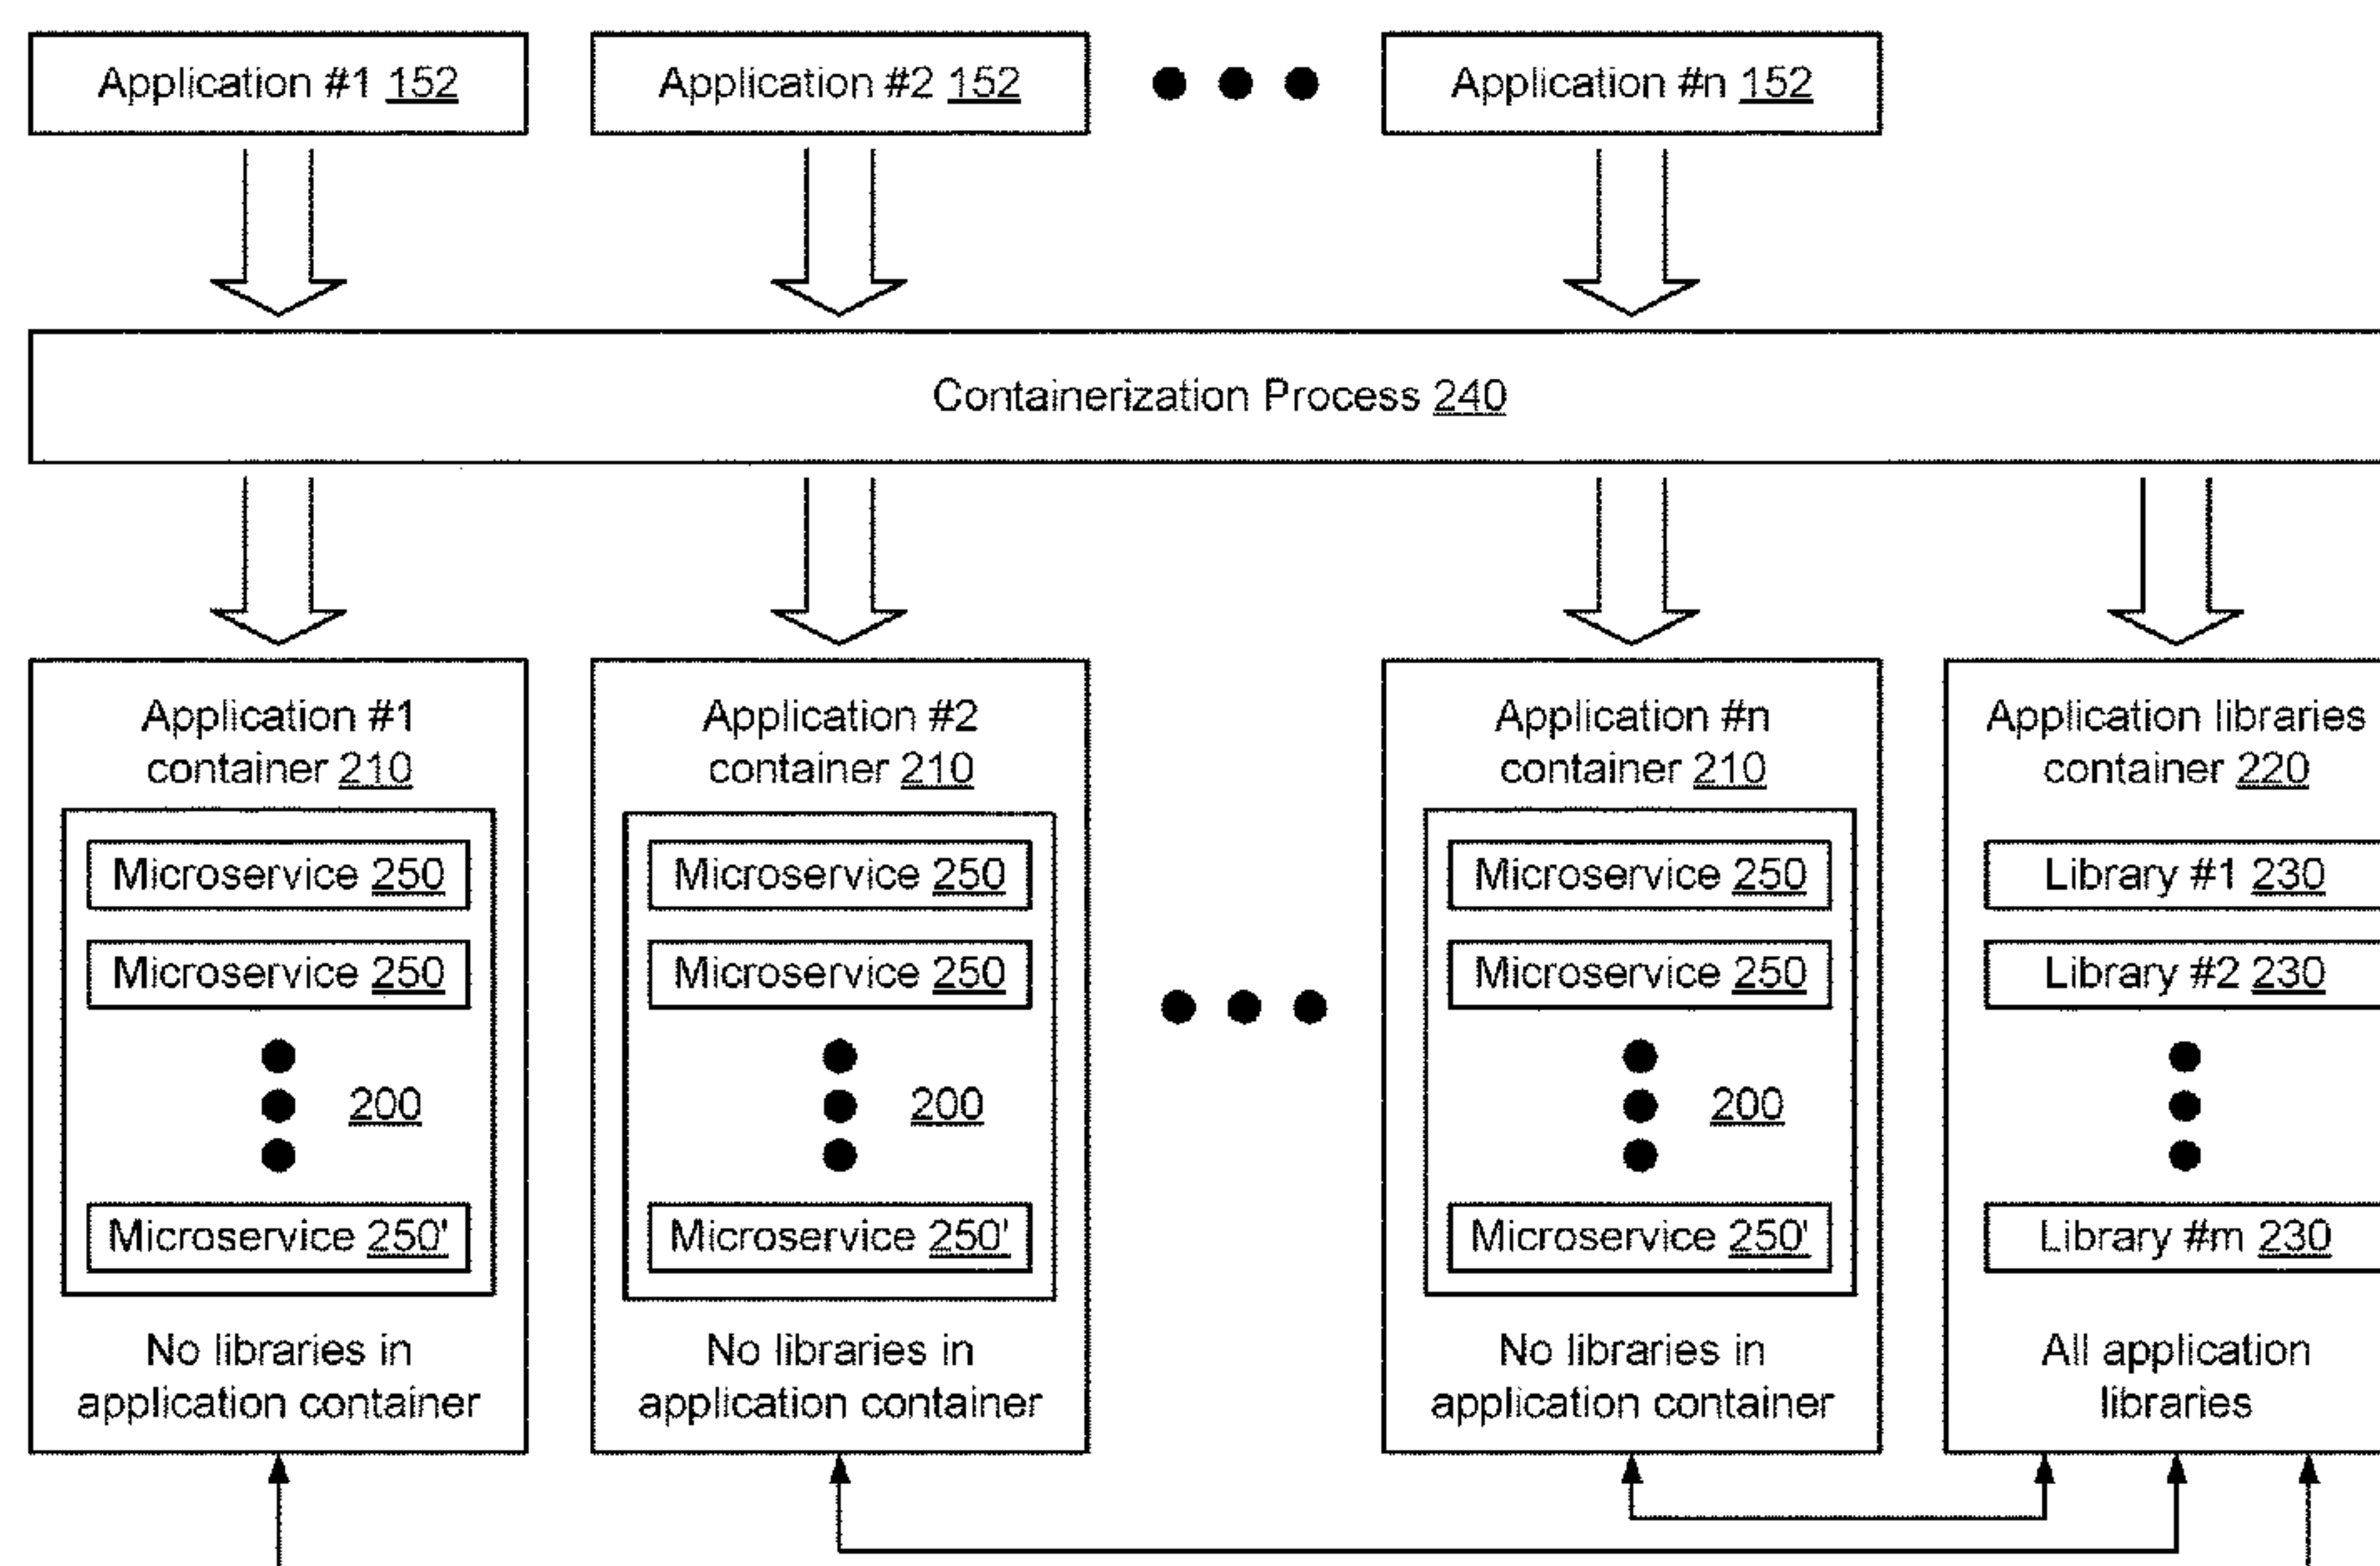 Application #1 152
Application #2 152
Application #n 152
Containerization Process 240
Application #1
container 210
Microservice 250
Microservice 250
200
Microservice 250'
No libraries in
application container
Application #2
container 210
Microservice 250
Microservice 250
200
Microservice 250'
No libraries in
application container
Application #n
container 210
Microservice 250
Microservice 250
200
Microservice 250'
No libraries in
application container
Application libraries
container 220
Library #1 230
Library #2 230
Library #m 230
All application
libraries